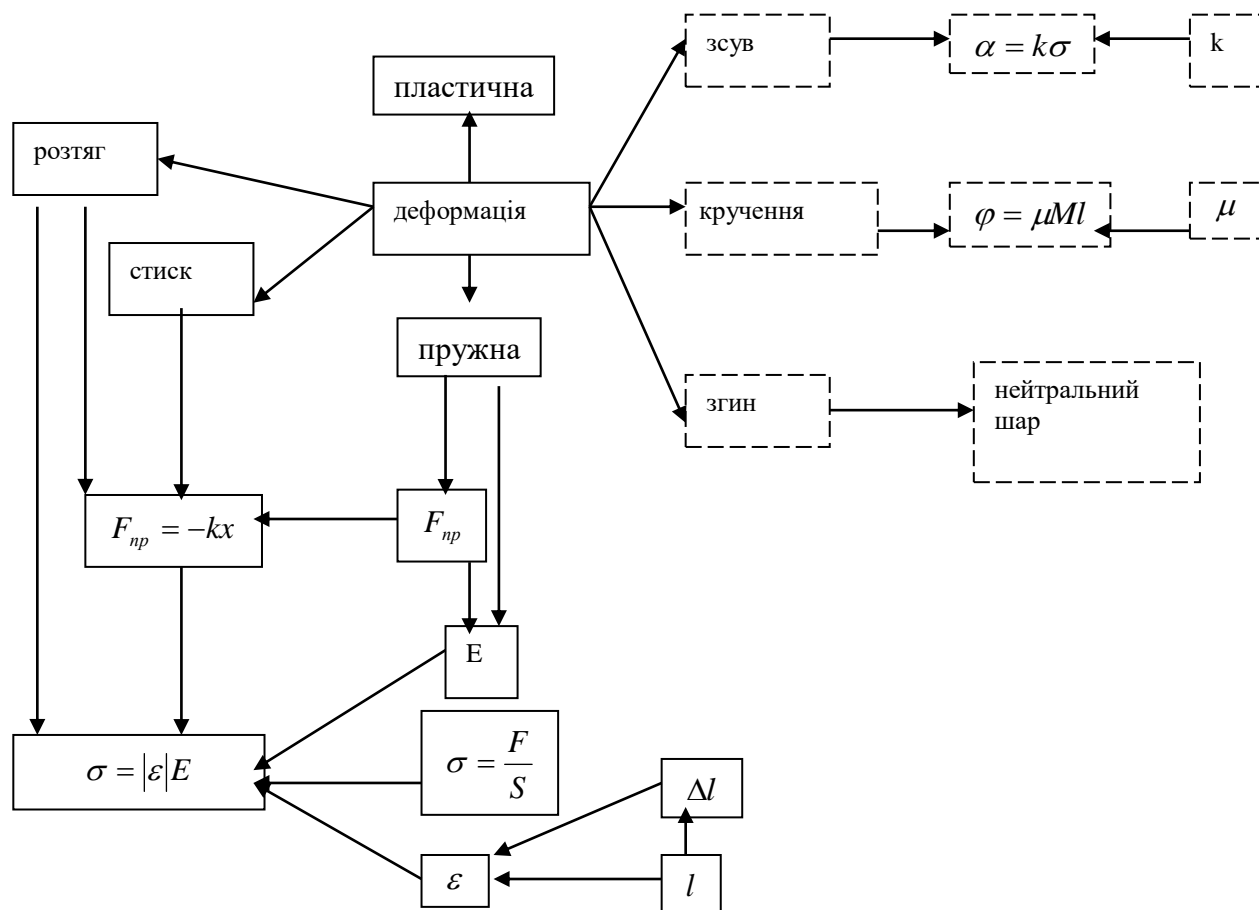 зсув
α = kσ
k
пластична
розтяг
деформація
кручення
φ = μMl
μ
стиск
пружна
згин
нейтральний
шар
F_пр = −kx
F_пр
E
σ = |ε|E
σ = F/S
Δl
ε
l